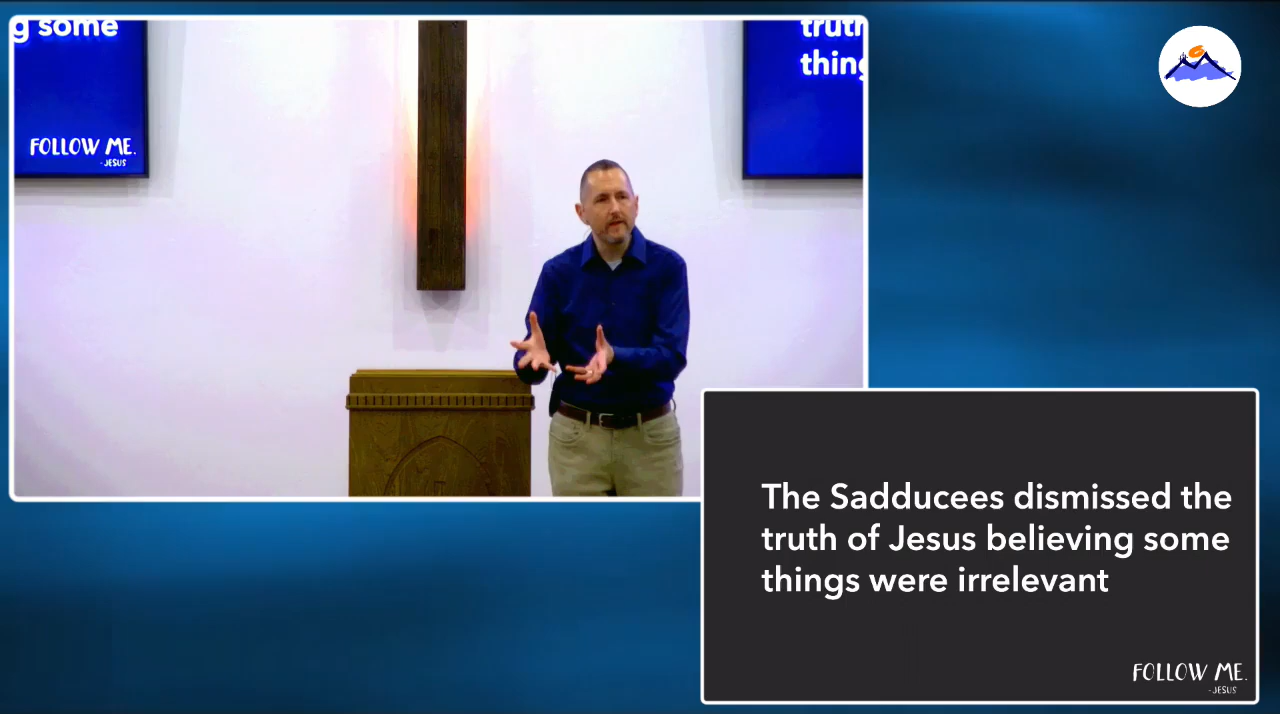 g some
FOLLOW ME.
-JESUS
truth
thing
The Sadducees dismissed the
truth of Jesus believing some
things were irrelevant
FOLLOW ME.
-JESUS